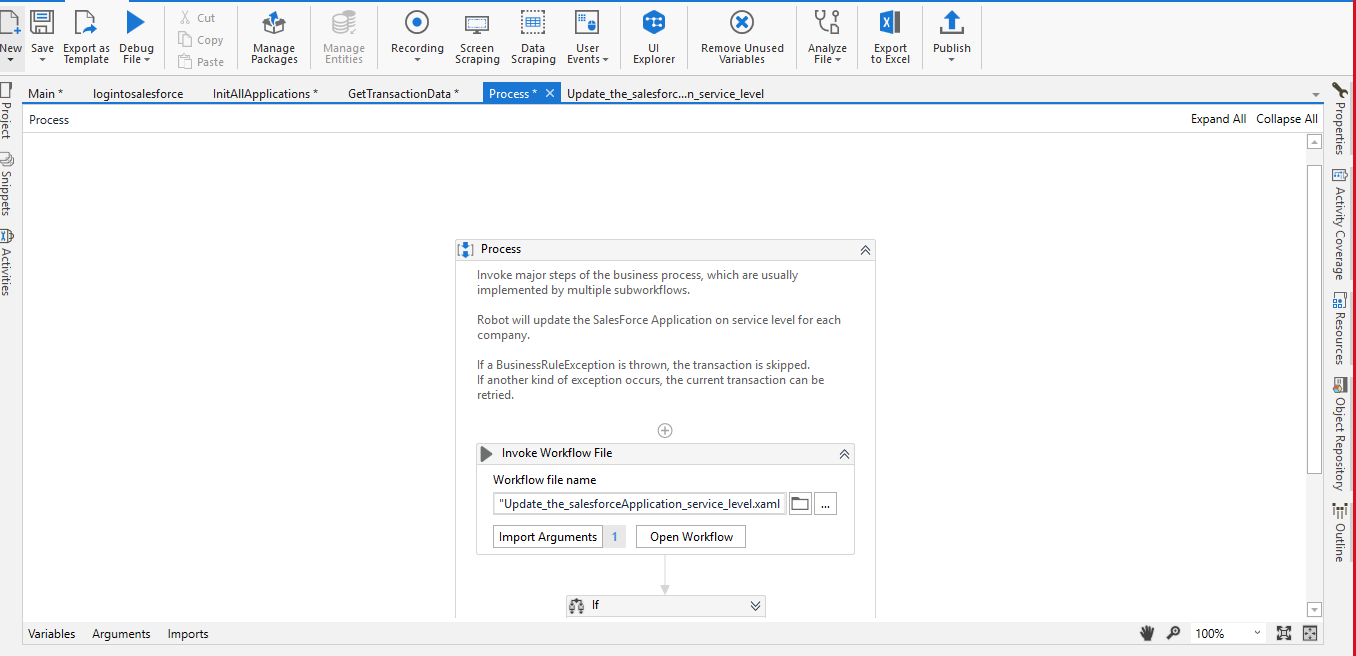 New Save Export as Template Debug File Cut Copy Paste Manage Packages Manage Entities Recording Screen Scraping Data Scraping User Events UI Explorer Remove Unused Variables Analyze File Export to Excel Publish
Main * logintosalesforce InitAllApplications * GetTransactionData * Process * Update_the_salesforc...n_service_level
Process Expand All Collapse All
Project
Snippets
Activities
Process
Invoke major steps of the business process, which are usually
implemented by multiple subworkflows.
Robot will update the SalesForce Application on service level for each
company.
If a BusinessRuleException is thrown, the transaction is skipped.
If another kind of exception occurs, the current transaction can be
retried.
Invoke Workflow File
Workflow file name
"Update_the_salesforceApplication_service_level.xaml ...
Import Arguments 1 Open Workflow
If
Properties
Activity Coverage
Resources
Object Repository
Outline
Variables Arguments Imports 100%